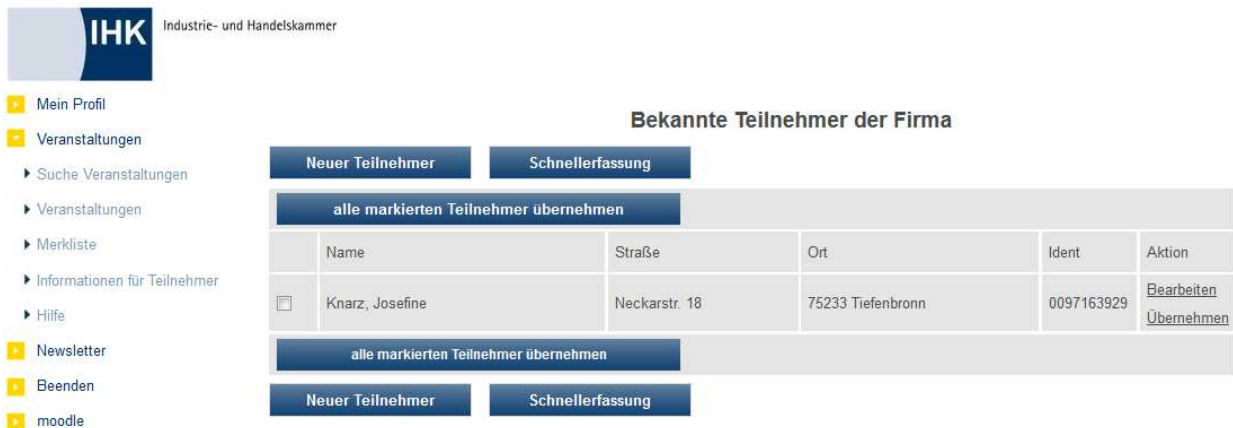 IHK Industrie- und Handelskammer
Mein Profil
Veranstaltungen
Suche Veranstaltungen
Veranstaltungen
Merkliste
Informationen für Teilnehmer
Hilfe
Newsletter
Beenden
moodle
Bekannte Teilnehmer der Firma
Neuer Teilnehmer Schnellerfassung
alle markierten Teilnehmer übernehmen
Name Straße Ort Ident Aktion
Knarz, Josefine Neckarstr. 18 75233 Tiefenbronn 0097163929 Bearbeiten
Übernehmen
alle markierten Teilnehmer übernehmen
Neuer Teilnehmer Schnellerfassung